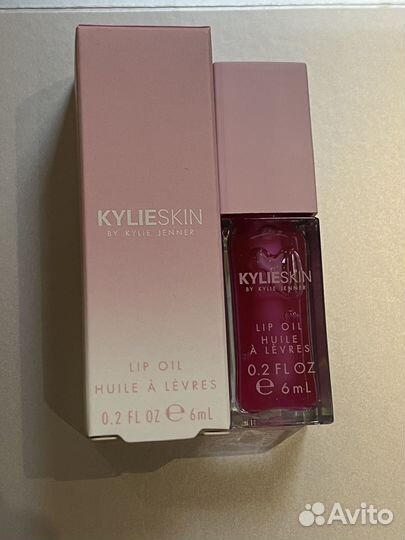 KYLIESKIN
BY KYLIE JENNER
LIP OIL
HUILE À LÈVRES
0.2 FL OZ ℮ 6mL
KYLIESKIN
BY KYLIE JENNER
LIP OIL
HUILE
À LÈVRES
0.2 FL OZ
℮ 6mL
Avito